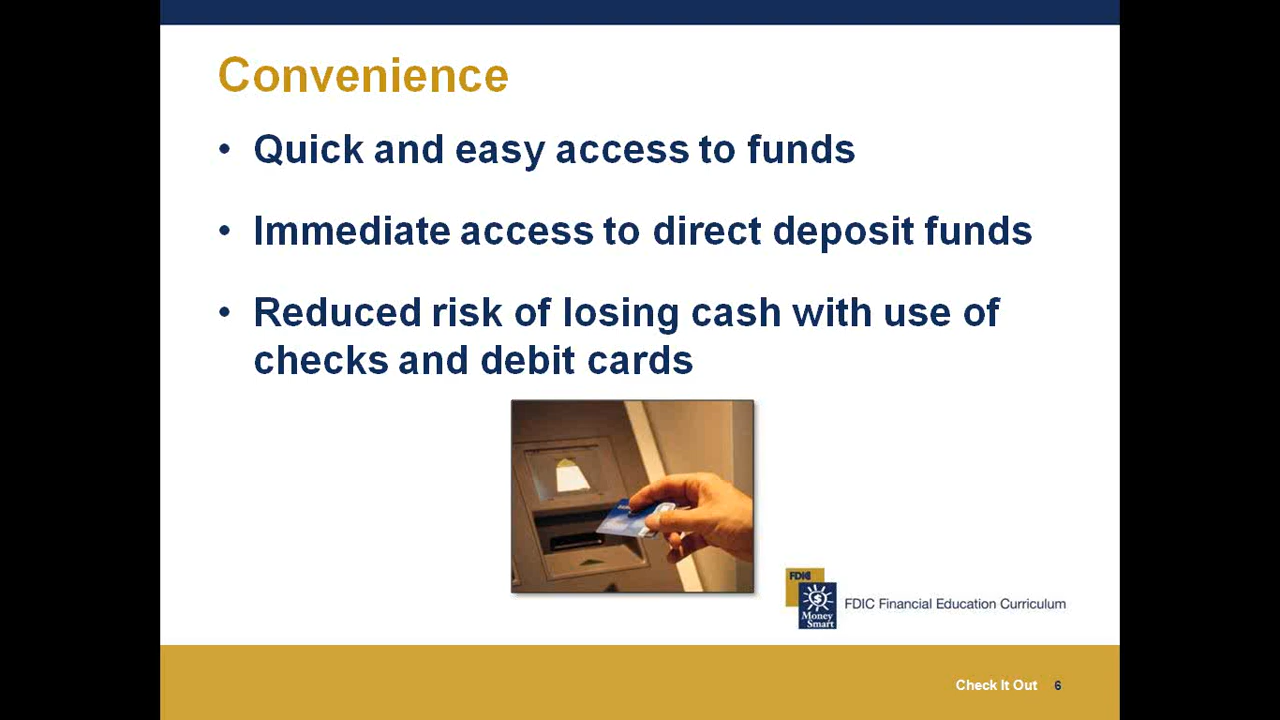 Convenience
• Quick and easy access to funds
• Immediate access to direct deposit funds
• Reduced risk of losing cash with use of
checks and debit cards
FDIC
Money
Smart
FDIC Financial Education Curriculum
Check It Out 6